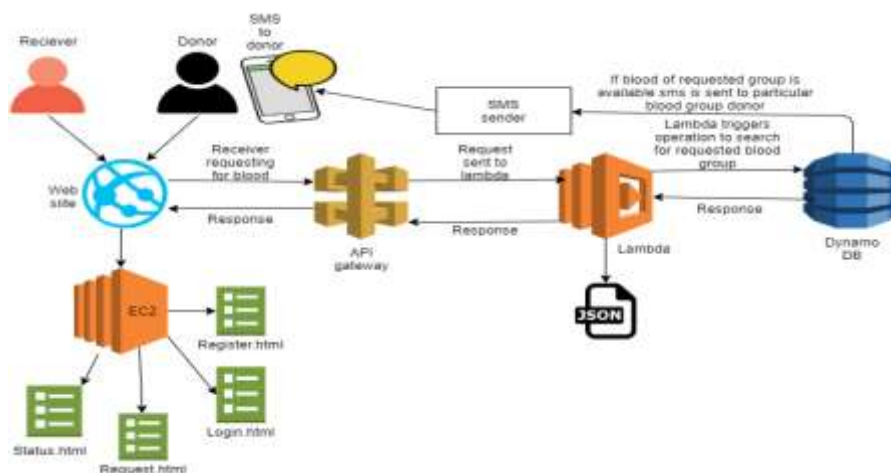 Reciever
Donor
SMS
to
donor
If blood of requested group is
available sms is sent to particular
blood group donor
SMS
sender
Lambda triggers
operation to search
for requested blood
group
Receiver
requesting
for blood
Request
sent to
lambda
Web
site
Response
Response
Response
API
gateway
Lambda
Dynamo
DB
JSON
EC2
Register.html
Login.html
Status.html
Request.html